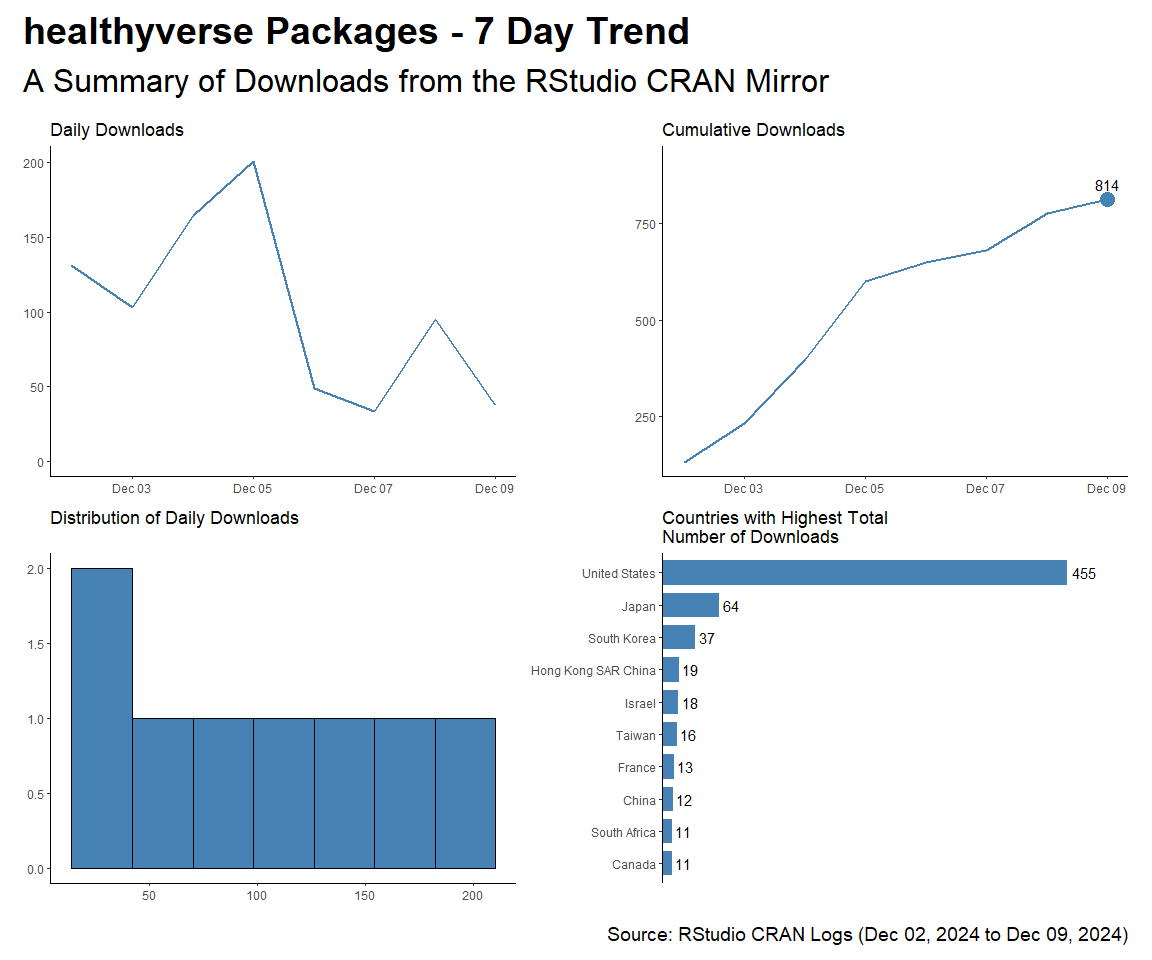 healthyverse Packages - 7 Day Trend
A Summary of Downloads from the RStudio CRAN Mirror
Daily Downloads
200
150
100
50
0
Dec 03
Dec 05
Dec 07
Dec 09
Cumulative Downloads
814
750
500
250
Dec 03
Dec 05
Dec 07
Dec 09
Distribution of Daily Downloads
2.0
1.5
1.0
0.5
0.0
50
100
150
200
Countries with Highest Total
Number of Downloads
United States 455
Japan 64
South Korea 37
Hong Kong SAR China 19
Israel 18
Taiwan 16
France 13
China 12
South Africa 11
Canada 11
Source: RStudio CRAN Logs (Dec 02, 2024 to Dec 09, 2024)